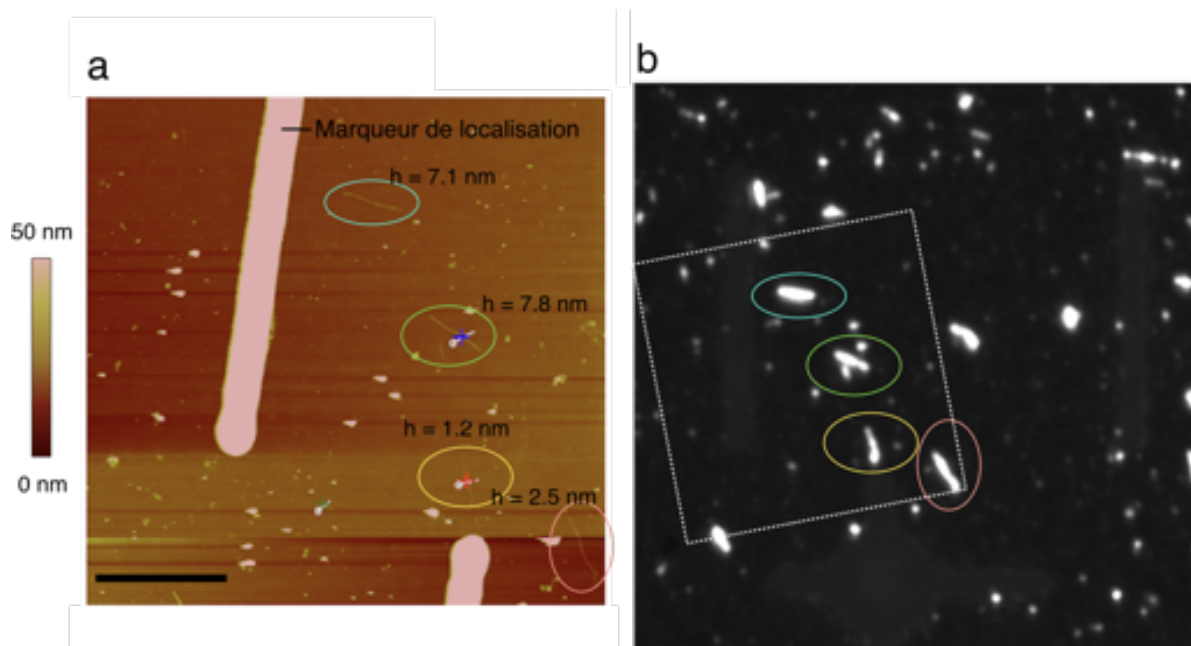 a
b
Marqueur de localisation
h = 7.1 nm
50 nm
h = 7.8 nm
h = 1.2 nm
0 nm
h = 2.5 nm